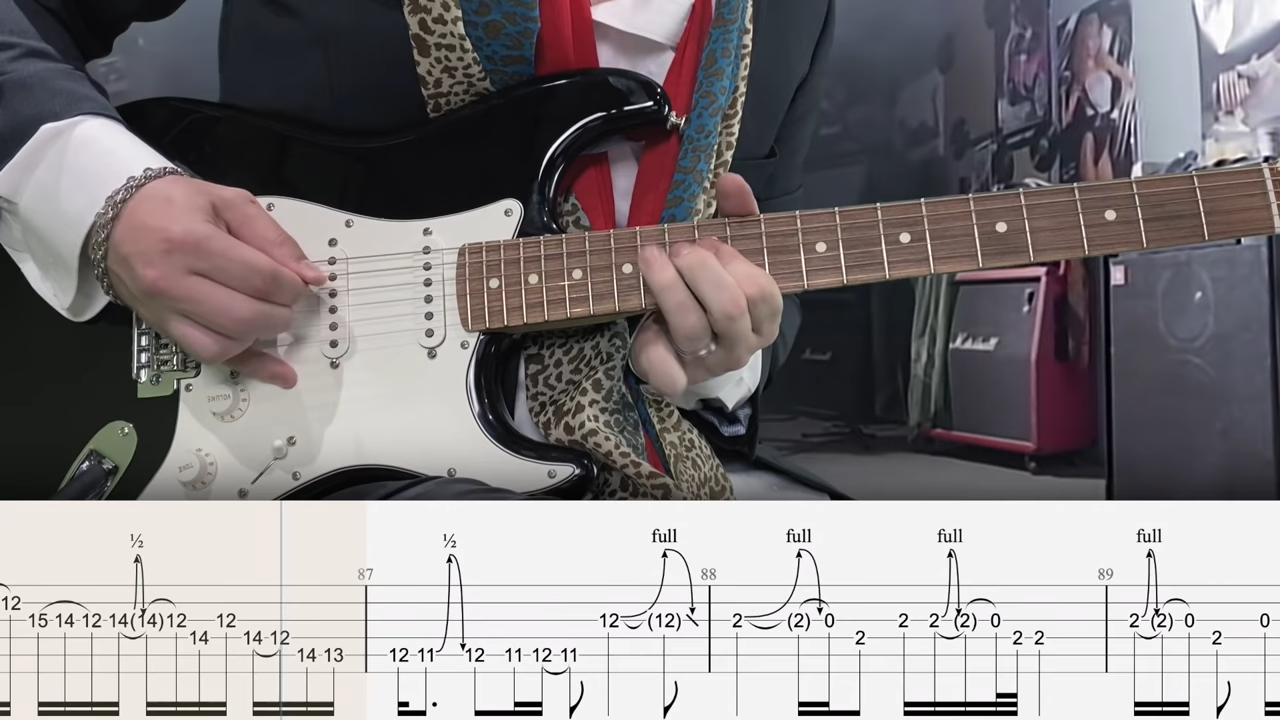 Marshall
Marshall
VOLUME
TONE
½ ½ full full full full
87 88 89
12
15 14 12 14 (14) 12 12 12 full (12) 2 (2) 0 2 2 (2) 0 2 (2) 0 0
14 14 12 2 2 2 2
14 13 12 11 12 11 12 11